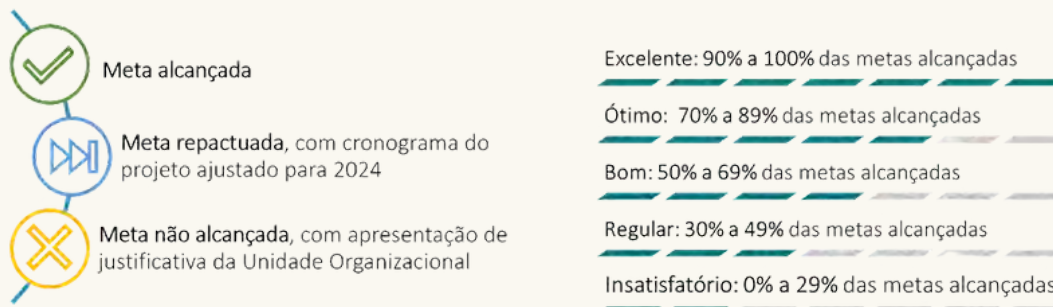 Meta alcançada
Meta repactuada, com cronograma do
projeto ajustado para 2024
Meta não alcançada, com apresentação de
justificativa da Unidade Organizacional
Excelente: 90% a 100% das metas alcançadas
Ótimo: 70% a 89% das metas alcançadas
Bom: 50% a 69% das metas alcançadas
Regular: 30% a 49% das metas alcançadas
Insatisfatório: 0% a 29% das metas alcançadas